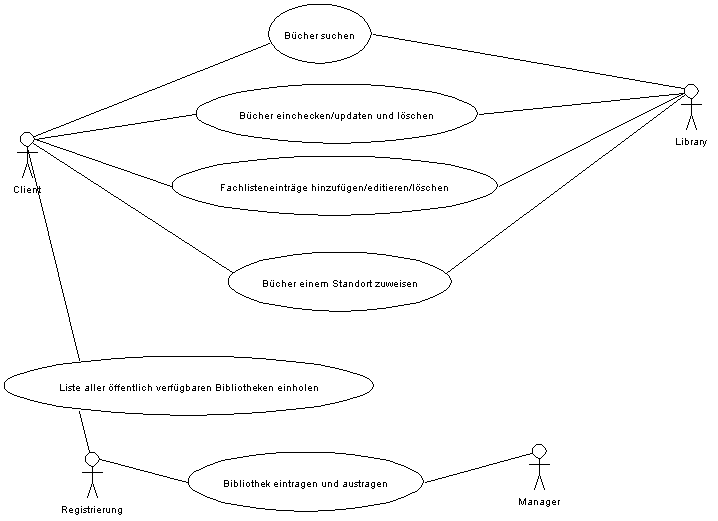 Bücher suchen
Bücher einchecken/updaten und löschen
Library
Client
Fachlisteneinträge hinzufügen/editieren/löschen
Bücher einem Standort zuweisen
Liste aller öffentlich verfügbaren Bibliotheken einholen
Bibliothek eintragen und austragen
Registrierung
Manager